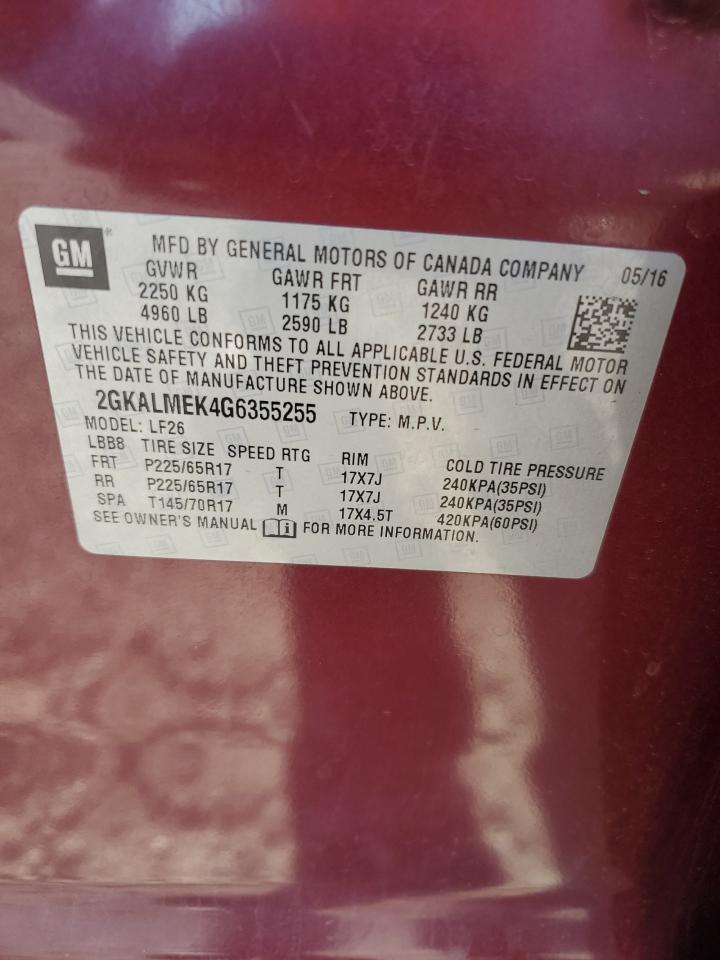 GM ®
MFD BY GENERAL MOTORS OF CANADA COMPANY 05/16
GVWR GAWR FRT GAWR RR
2250 KG 1175 KG 1240 KG
4960 LB 2590 LB 2733 LB
THIS VEHICLE CONFORMS TO ALL APPLICABLE U.S. FEDERAL MOTOR
VEHICLE SAFETY AND THEFT PREVENTION STANDARDS IN EFFECT ON
THE DATE OF MANUFACTURE SHOWN ABOVE.
2GKALMEK4G6355255 TYPE: M.P.V.
MODEL: LF26
LBB8 TIRE SIZE SPEED RTG RIM COLD TIRE PRESSURE
FRT P225/65R17 T 17X7J 240KPA(35PSI)
RR P225/65R17 T 17X7J 240KPA(35PSI)
SPA T145/70R17 M 17X4.5T 420KPA(60PSI)
SEE OWNER'S MANUAL i FOR MORE INFORMATION.